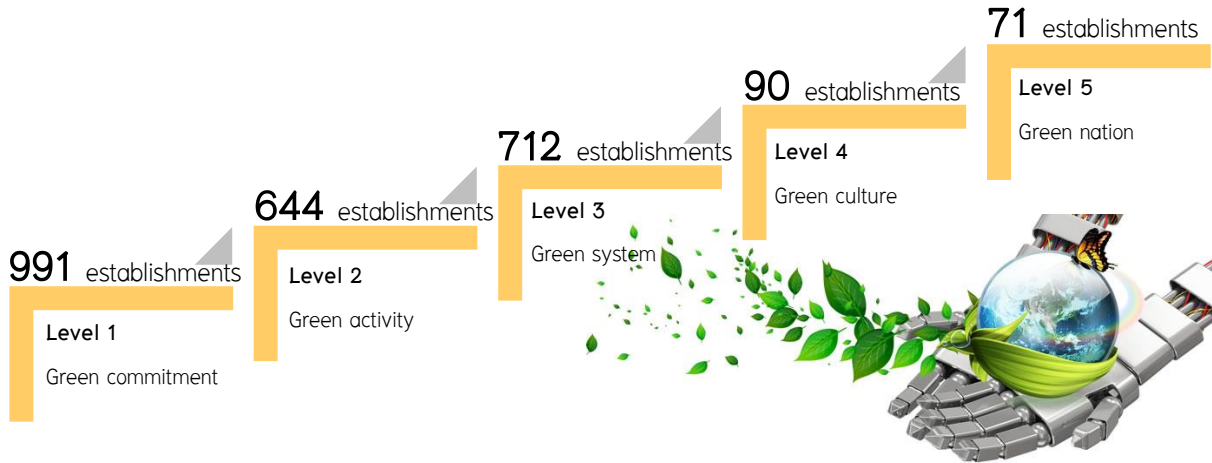 991 establishments
Level 1
Green commitment
644 establishments
Level 2
Green activity
712 establishments
Level 3
Green system
90 establishments
Level 4
Green culture
71 establishments
Level 5
Green nation